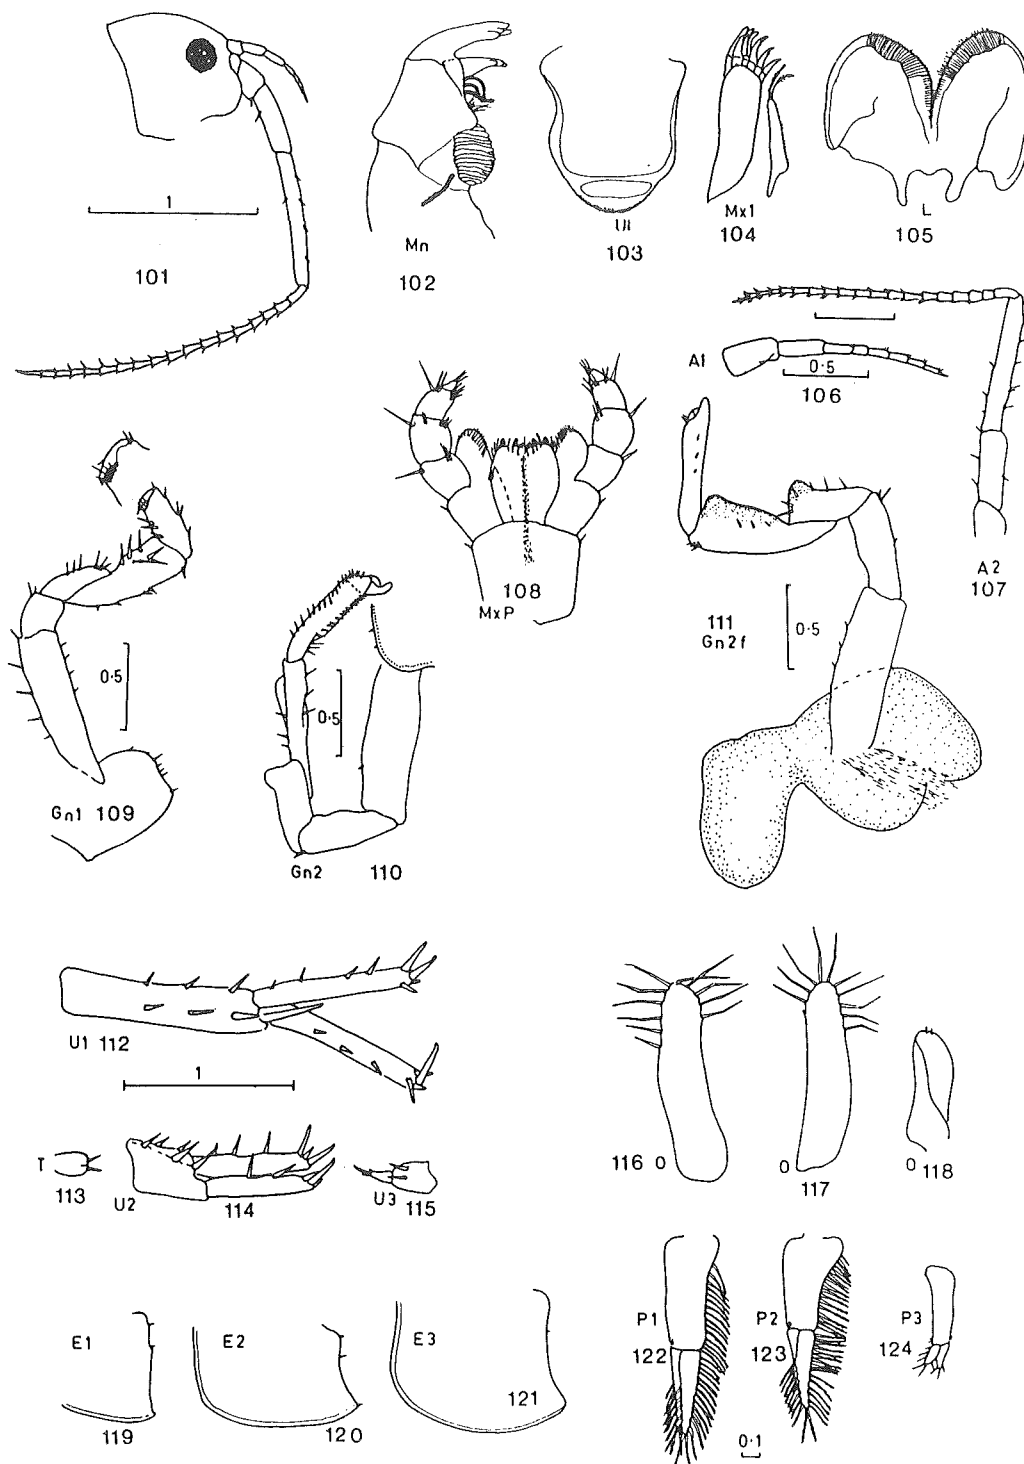 1
101
Mn
102
Ul
103
Mx1
104
L
105
A1
0·5
106
A2
107
108
MxP
0·5
Gn1 109
0·5
Gn2
110
111
Gn2f
0·5
U1 112
1
T
113
U2
114
U3
115
116 O
O
117
O 118
E1
119
E2
120
E3
121
P1
122
P2
123
P3
124
0·1